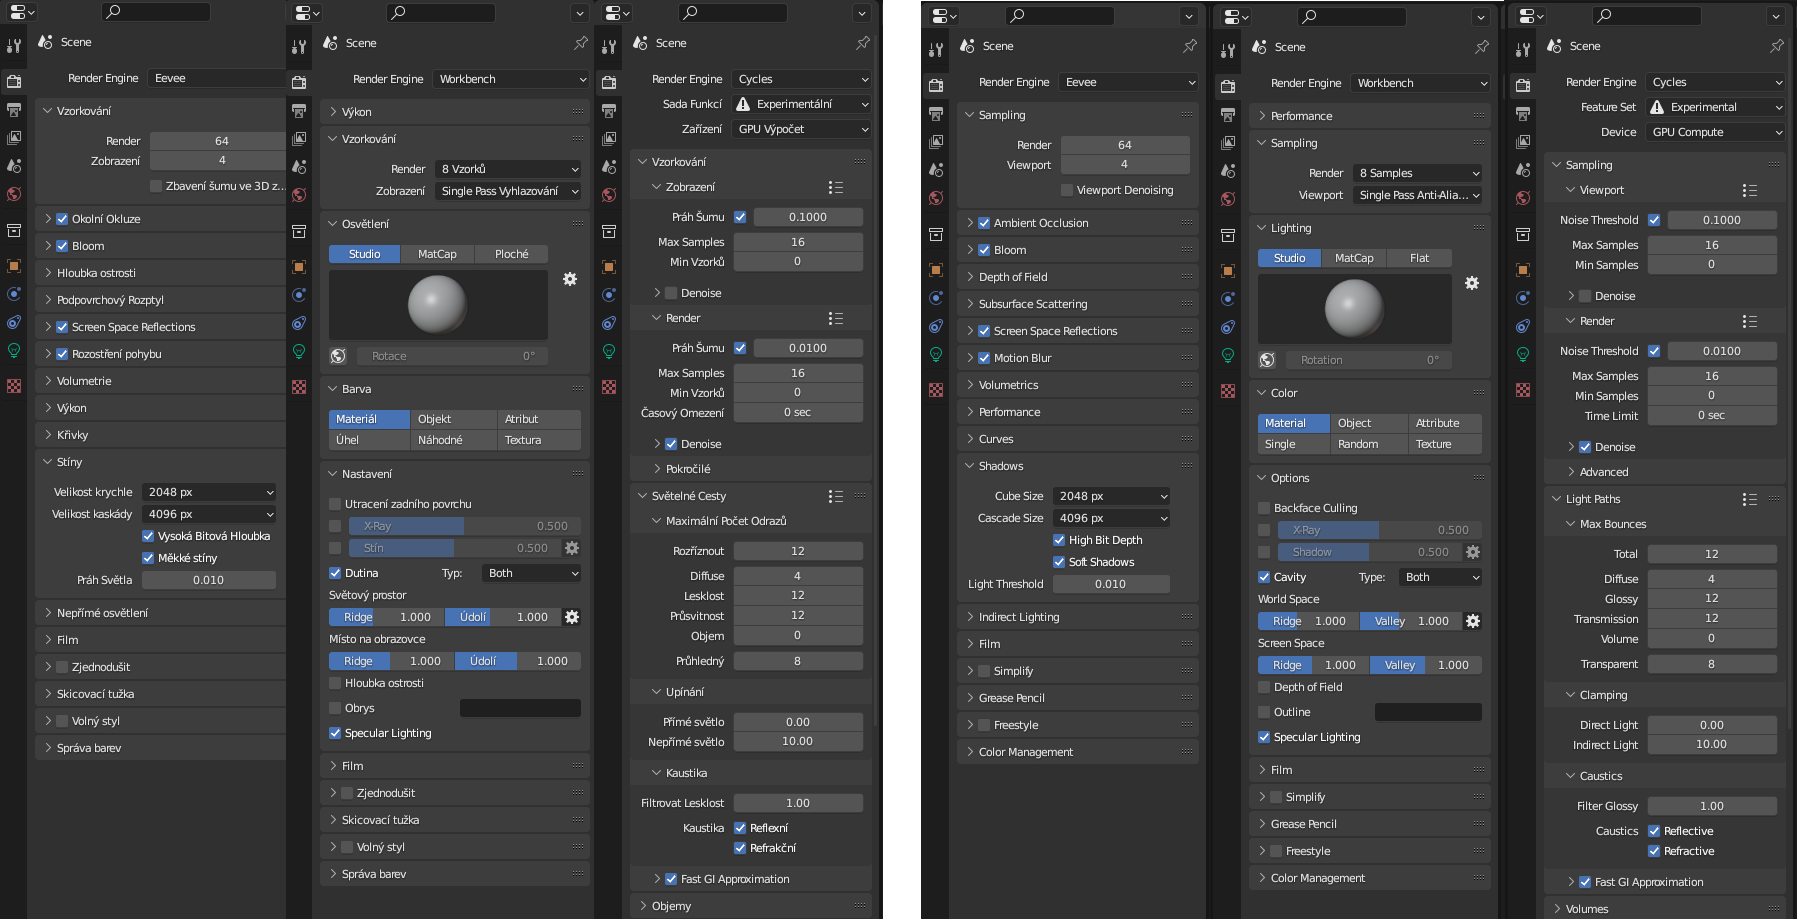 Scene
Render Engine Eevee
Vzorkování
Render 64
Zobrazení 4
Zbavení šumu ve 3D z...
Okolní Okluze
Bloom
Hloubka ostrosti
Podpovrchový Rozptyl
Screen Space Reflections
Rozostření pohybu
Volumetrie
Výkon
Křivky
Stíny
Velikost krychle 2048 px
Velikost kaskády 4096 px
Vysoká Bitová Hloubka
Měkké stíny
Práh Světla 0.010
Nepřímé osvětlení
Film
Zjednodušit
Skicovací tužka
Volný styl
Správa barev
Scene
Render Engine Workbench
Výkon
Vzorkování
Render 8 Vzorků
Zobrazení Single Pass Vyhlazování
Osvětlení
Studio MatCap Ploché
Rotace 0°
Barva
Materiál Objekt Atribut
Úhel Náhodné Textura
Nastavení
Utracení zadního povrchu
X-Ray 0.500
Stín 0.500
Dutina Typ: Both
Světový prostor
Ridge 1.000 Údolí 1.000
Místo na obrazovce
Ridge 1.000 Údolí 1.000
Hloubka ostrosti
Obrys
Specular Lighting
Film
Zjednodušit
Skicovací tužka
Volný styl
Správa barev
Scene
Render Engine Cycles
Sada Funkcí Experimentální
Zařízení GPU Výpočet
Vzorkování
Zobrazení
Práh Šumu 0.1000
Max Samples 16
Min Vzorků 0
Denoise
Render
Práh Šumu 0.0100
Max Samples 16
Min Vzorků 0
Časový Omezení 0 sec
Denoise
Pokročilé
Světelné Cesty
Maximální Počet Odrazů
Rozříznout 12
Diffuse 4
Lesklost 12
Průsvitnost 12
Objem 0
Průhledný 8
Upínání
Přímé světlo 0.00
Nepřímé světlo 10.00
Kaustika
Filtrovat Lesklost 1.00
Kaustika Reflexní
Refrakční
Fast GI Approximation
Objemy
Scene
Render Engine Eevee
Sampling
Render 64
Viewport 4
Viewport Denoising
Ambient Occlusion
Bloom
Depth of Field
Subsurface Scattering
Screen Space Reflections
Motion Blur
Volumetrics
Performance
Curves
Shadows
Cube Size 2048 px
Cascade Size 4096 px
High Bit Depth
Soft Shadows
Light Threshold 0.010
Indirect Lighting
Film
Simplify
Grease Pencil
Freestyle
Color Management
Scene
Render Engine Workbench
Performance
Sampling
Render 8 Samples
Viewport Single Pass Anti-Alia...
Lighting
Studio MatCap Flat
Rotation 0°
Color
Material Object Attribute
Single Random Texture
Options
Backface Culling
X-Ray 0.500
Shadow 0.500
Cavity Type: Both
World Space
Ridge 1.000 Valley 1.000
Screen Space
Ridge 1.000 Valley 1.000
Depth of Field
Outline
Specular Lighting
Film
Simplify
Grease Pencil
Freestyle
Color Management
Scene
Render Engine Cycles
Feature Set Experimental
Device GPU Compute
Sampling
Viewport
Noise Threshold 0.1000
Max Samples 16
Min Samples 0
Denoise
Render
Noise Threshold 0.0100
Max Samples 16
Min Samples 0
Time Limit 0 sec
Denoise
Advanced
Light Paths
Max Bounces
Total 12
Diffuse 4
Glossy 12
Transmission 12
Volume 0
Transparent 8
Clamping
Direct Light 0.00
Indirect Light 10.00
Caustics
Filter Glossy 1.00
Caustics Reflective
Refractive
Fast GI Approximation
Volumes